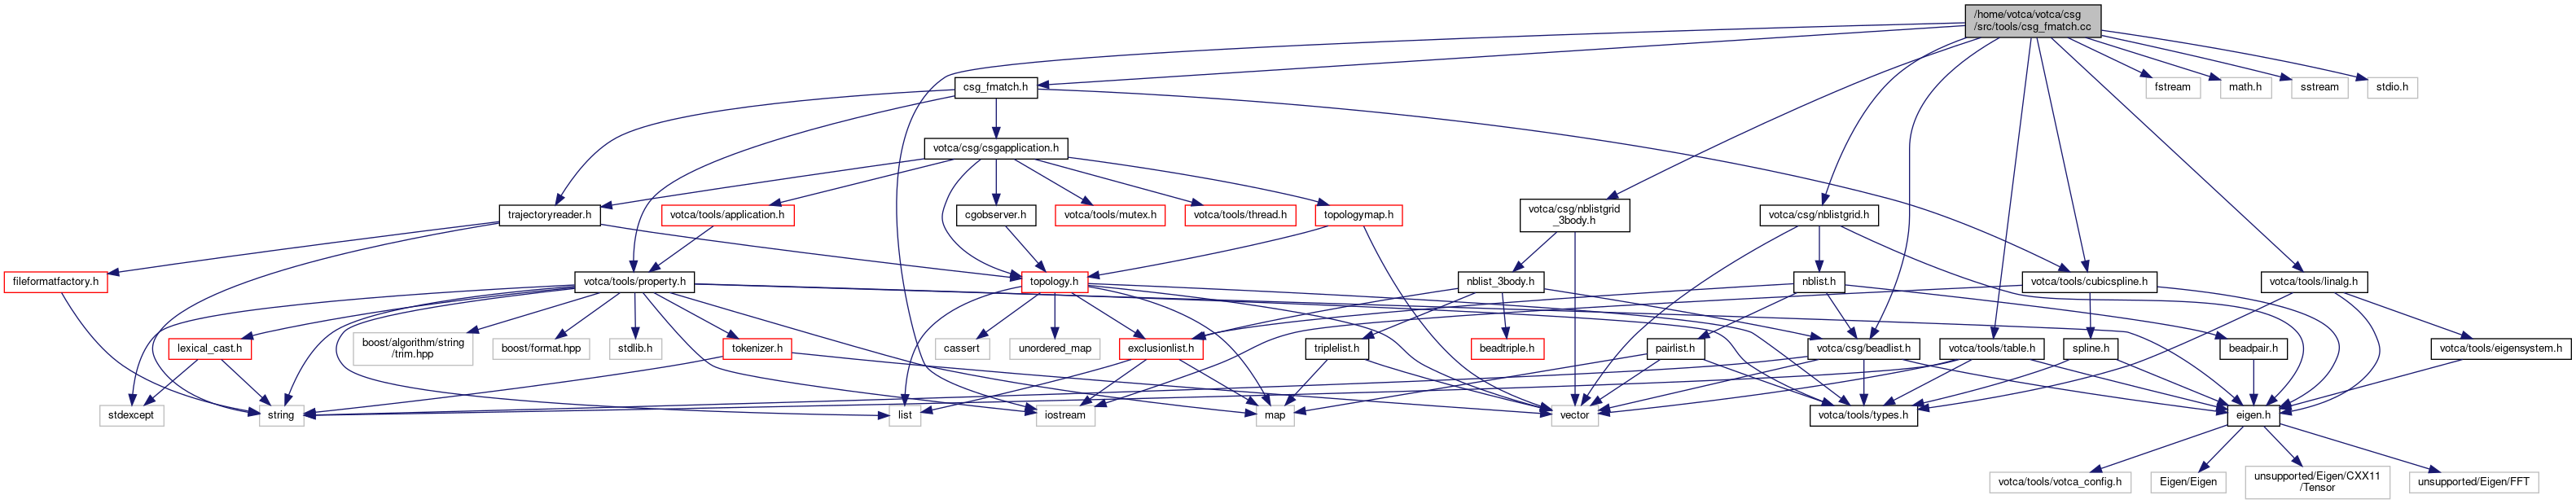 /home/votca/votca/csg
/src/tools/csg_fmatch.cc
csg_fmatch.h
fstream
math.h
sstream
stdio.h
votca/csg/csgapplication.h
trajectoryreader.h
votca/tools/application.h
cgobserver.h
votca/tools/mutex.h
votca/tools/thread.h
topologymap.h
votca/csg/nblistgrid
_3body.h
votca/csg/nblistgrid.h
fileformatfactory.h
votca/tools/property.h
topology.h
nblist_3body.h
nblist.h
votca/tools/cubicspline.h
votca/tools/linalg.h
lexical_cast.h
boost/algorithm/string
/trim.hpp
boost/format.hpp
stdlib.h
tokenizer.h
cassert
unordered_map
exclusionlist.h
triplelist.h
beadtriple.h
pairlist.h
votca/csg/beadlist.h
votca/tools/table.h
spline.h
beadpair.h
votca/tools/eigensystem.h
stdexcept
string
list
iostream
map
vector
votca/tools/types.h
eigen.h
votca/tools/votca_config.h
Eigen/Eigen
unsupported/Eigen/CXX11
/Tensor
unsupported/Eigen/FFT